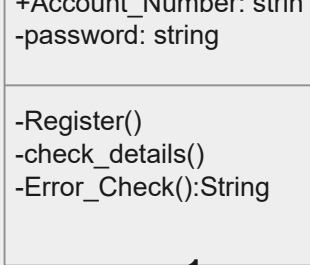 +Account_Number: strin
-password: string
-Register()
-check_details()
-Error_Check():String